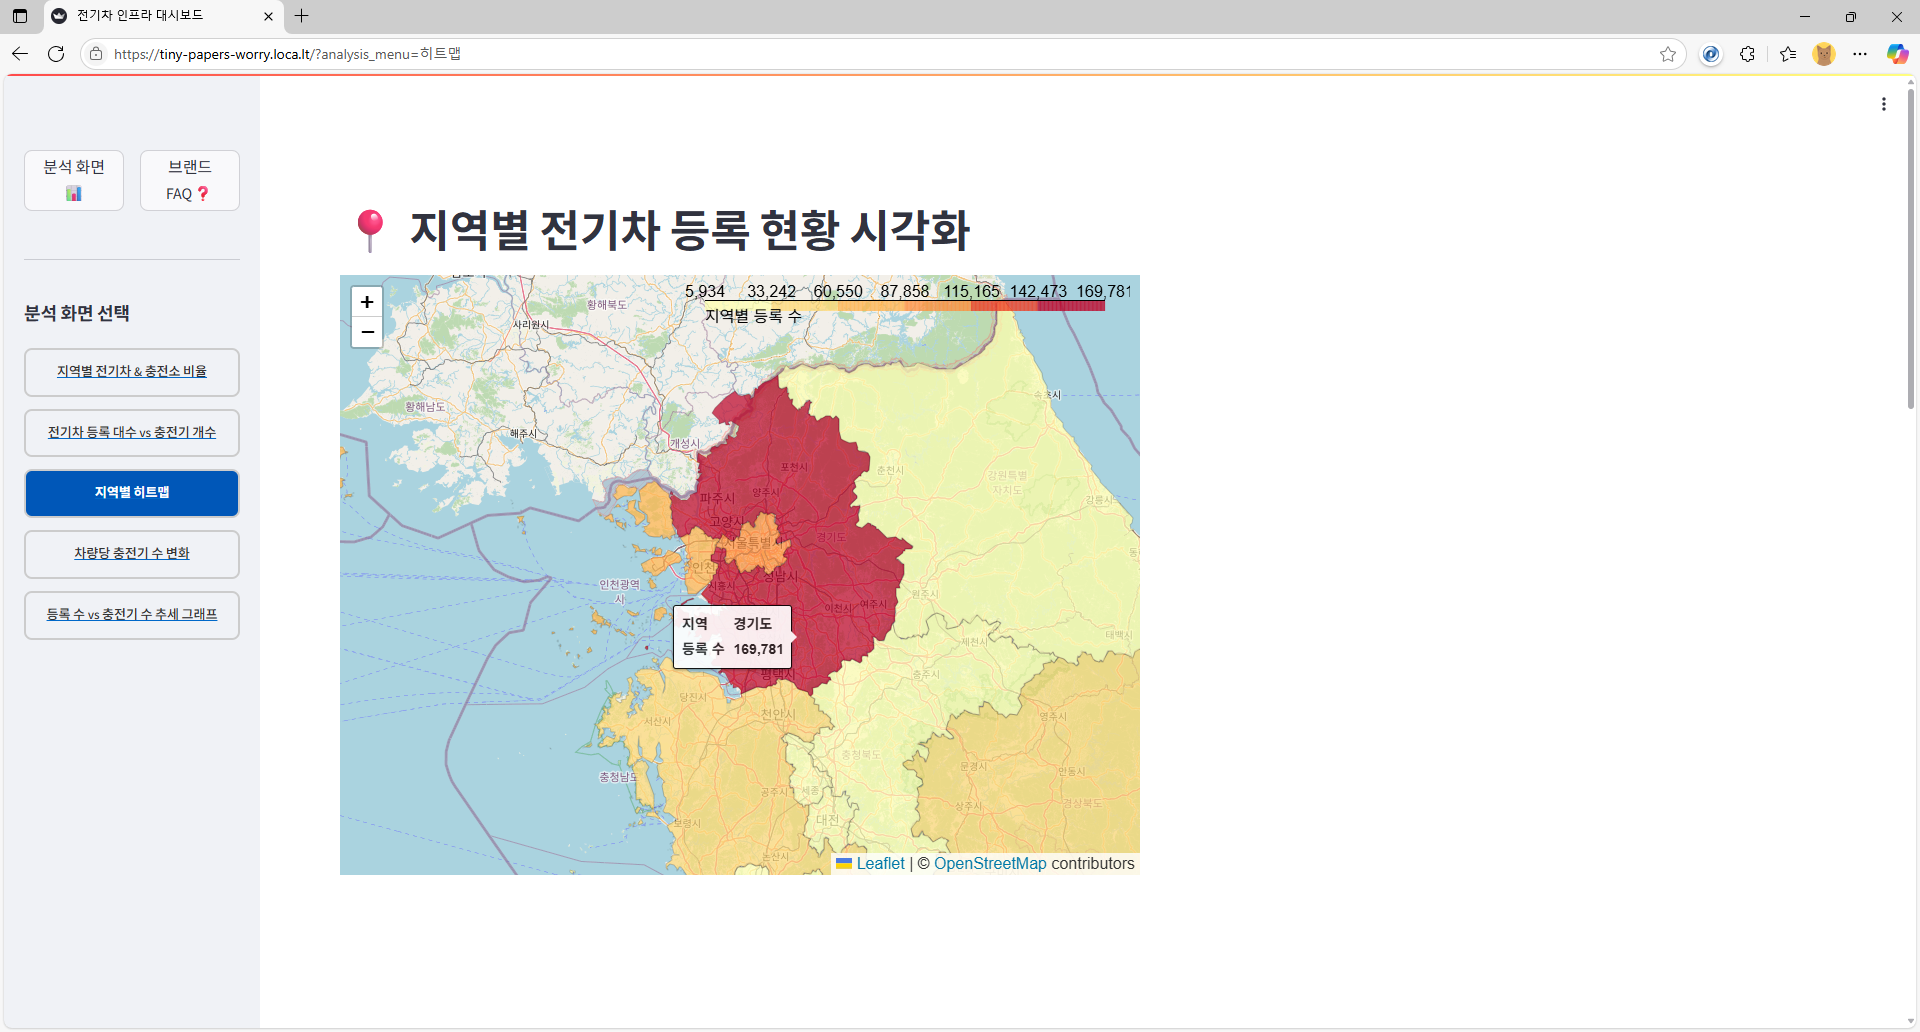 전기차 인프라 대시보드
https://tiny-papers-worry.loca.lt/?analysis_menu=히트맵
분석 화면
브랜드
FAQ ❓
분석 화면 선택
지역별 전기차 & 충전소 비율
전기차 등록 대수 vs 충전기 개수
지역별 히트맵
차량당 충전기 수 변화
등록 수 vs 충전기 수 추세 그래프
지역별 전기차 등록 현황 시각화
+
−
5,934 33,242 60,550 87,858 115,165 142,473 169,781
지역별 등록 수
황해북도
사리원시
황해남도
해주시
개성시
포천시
춘천시
강원특별
자치도
강릉시
파주시
양주시
고양시
경기도
인천
성남시
시흥시
인천광역
시
이천시
여주시
원주시
지역 경기도
등록 수 169,781
제천시
태백시
평택시
충주시
당진시
천안시
서산시
영주시
충청북도
충청남도
문경시
안동시
공주시
세종
상주시
경상북도
보령시
대전
논산시
Leaflet | © OpenStreetMap contributors